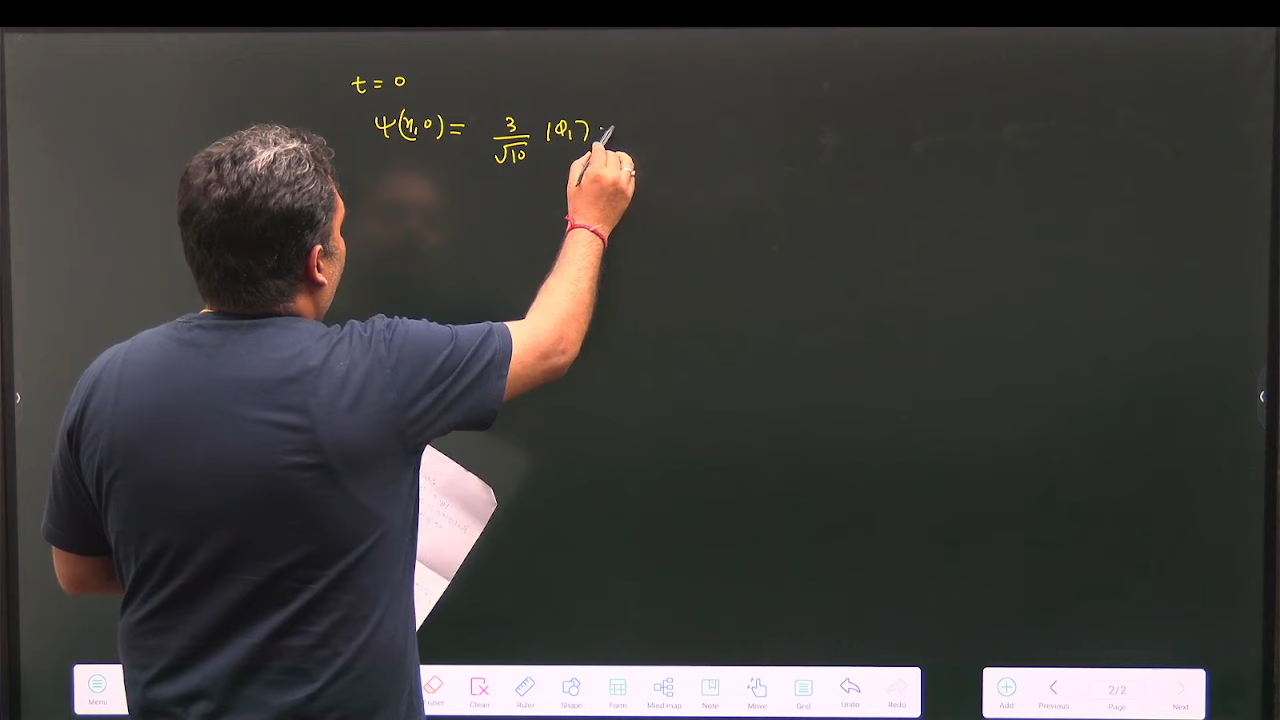 t = 0
ψ(x,0) = 3/√10 |φ₁⟩
Menu
Clean
Ruler
Shape
Form
Mind map
Note
Move
Grid
Undo
Redo
Add
Previous
2/2
Page
Next